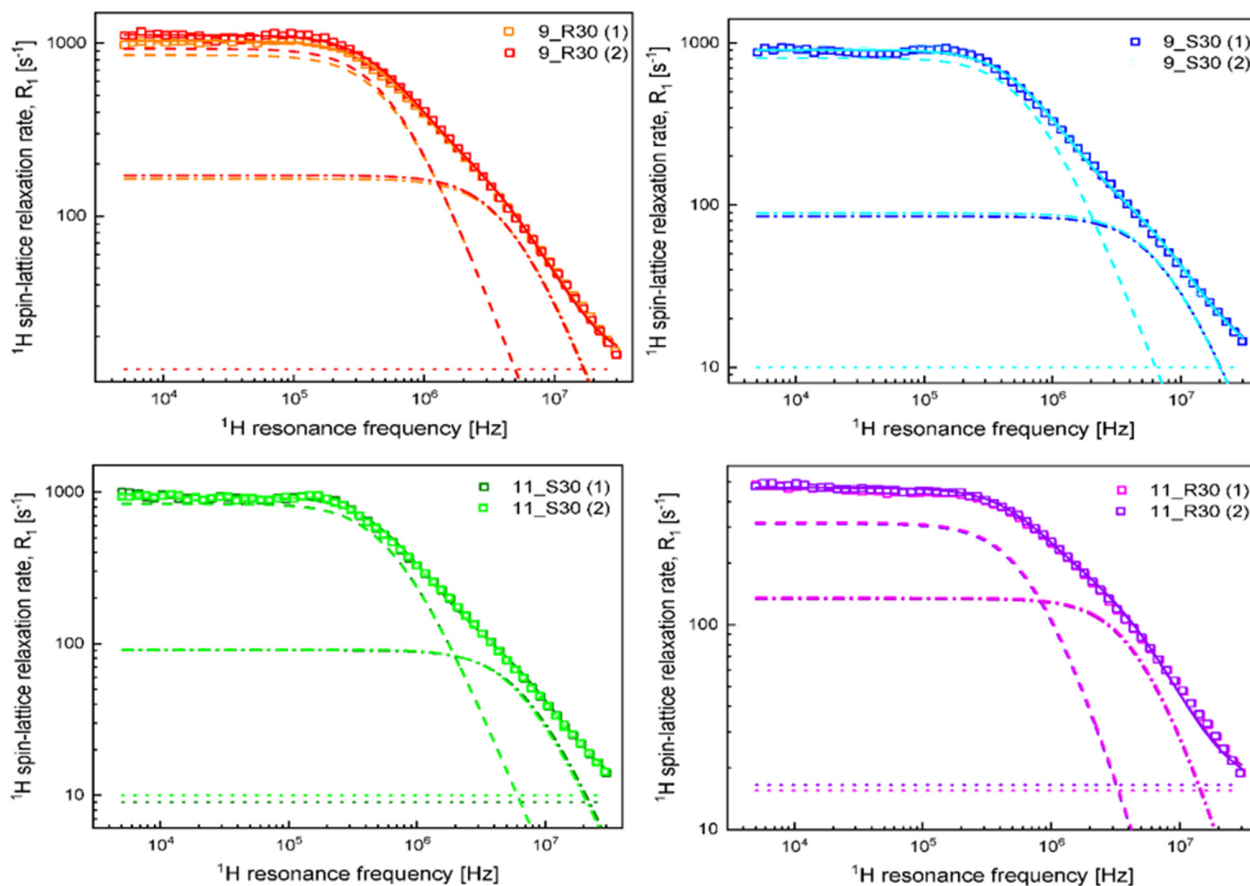 ¹H spin-lattice relaxation rate, R₁ [s⁻¹]
1000
100
9_R30 (1)
9_R30 (2)
10⁴ 10⁵ 10⁶ 10⁷
¹H resonance frequency [Hz]
¹H spin-lattice relaxation rate, R₁ [s⁻¹]
1000
100
10
9_S30 (1)
9_S30 (2)
10⁴ 10⁵ 10⁶ 10⁷
¹H resonance frequency [Hz]
¹H spin-lattice relaxation rate, R₁ [s⁻¹]
1000
100
10
11_S30 (1)
11_S30 (2)
10⁴ 10⁵ 10⁶ 10⁷
¹H resonance frequency [Hz]
¹H spin-lattice relaxation rate, R₁ [s⁻¹]
100
10
11_R30 (1)
11_R30 (2)
10⁴ 10⁵ 10⁶ 10⁷
¹H resonance frequency [Hz]